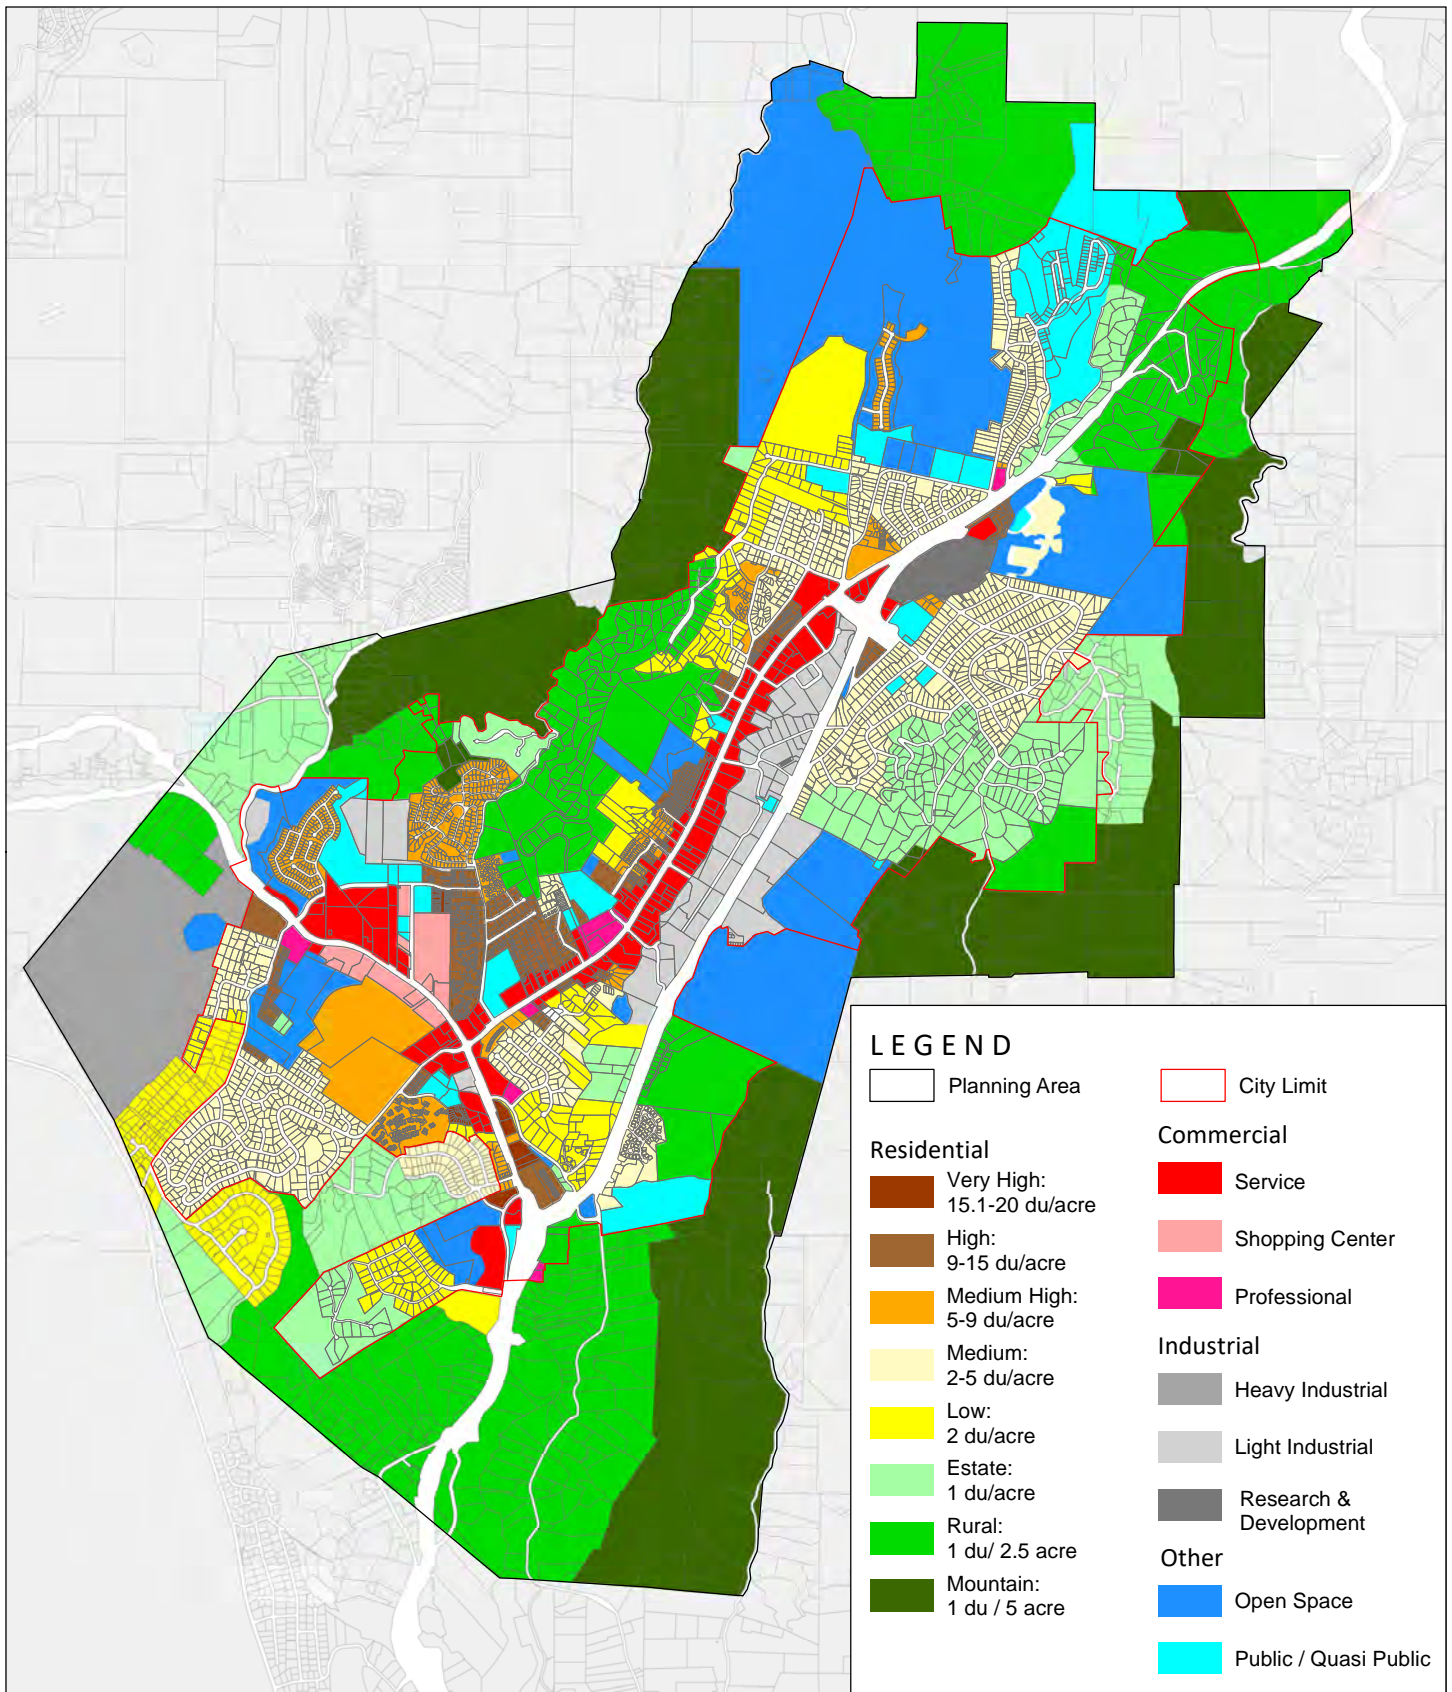 LEGEND
Planning Area
City Limit
Residential
Very High:
15.1-20 du/acre
High:
9-15 du/acre
Medium High:
5-9 du/acre
Medium:
2-5 du/acre
Low:
2 du/acre
Estate:
1 du/acre
Rural:
1 du/ 2.5 acre
Mountain:
1 du / 5 acre
Commercial
Service
Shopping Center
Professional
Industrial
Heavy Industrial
Light Industrial
Research &
Development
Other
Open Space
Public / Quasi Public